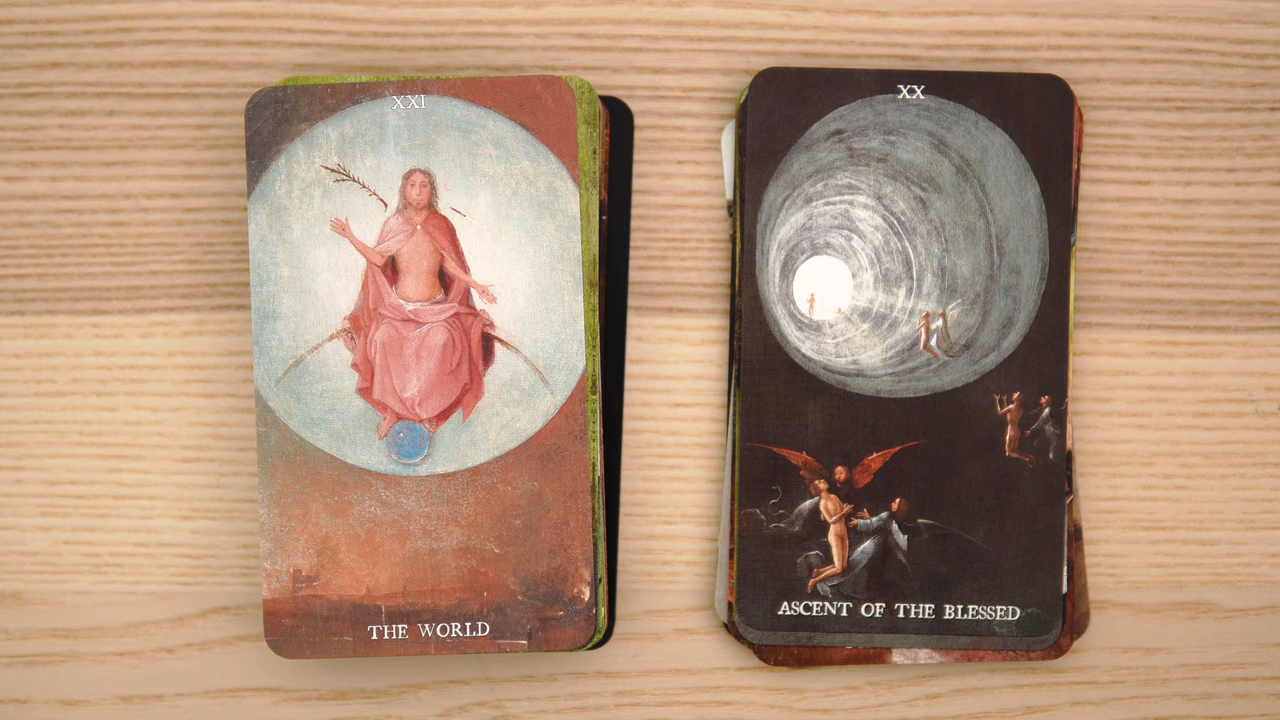 XXI
THE WORLD
XX
ASCENT OF THE BLESSED